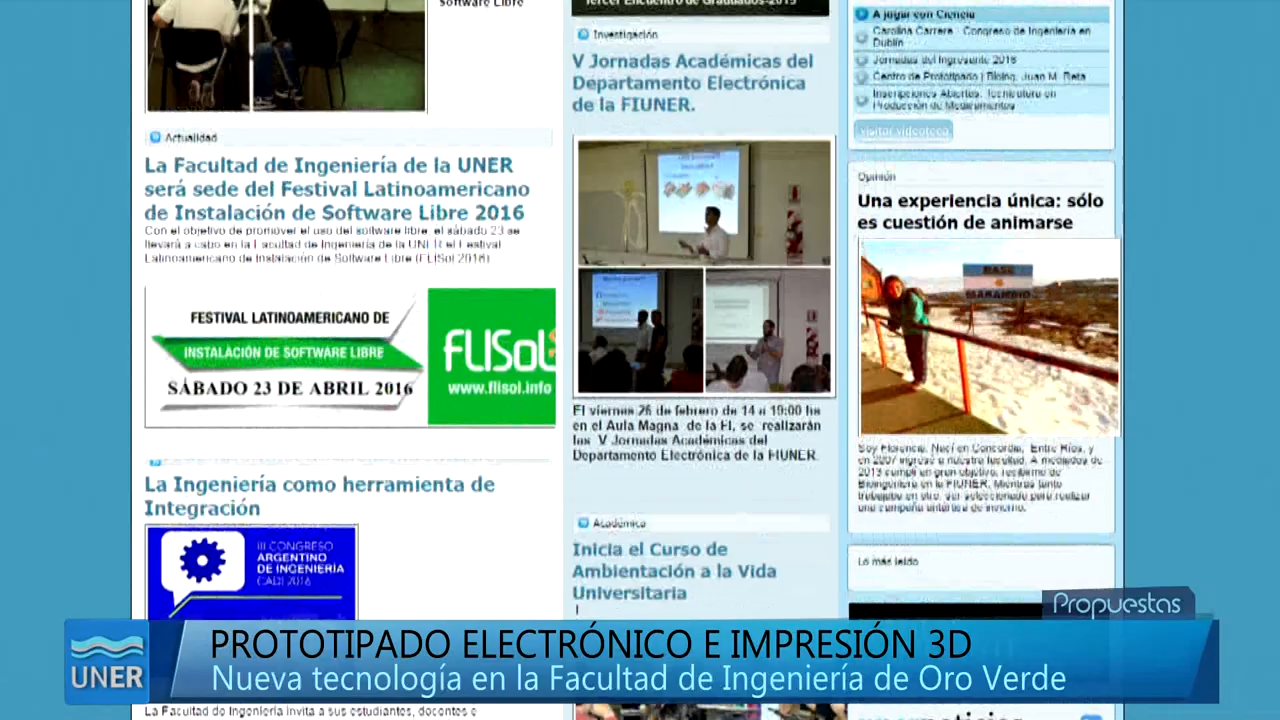 Software Libre
Tercer Encuentro de Graduados-2015
Actualidad
La Facultad de Ingeniería de la UNER
será sede del Festival Latinoamericano
de Instalación de Software Libre 2016
Con el objetivo de promover el uso del software libre el sábado 23 se
llevará a cabo en la Facultad de Ingeniería de la UNER el Festival
Latinoamericano de Instalación de Software Libre (FLISol 2016)
FESTIVAL LATINOAMERICANO DE
INSTALACIÓN DE SOFTWARE LIBRE
SÁBADO 23 DE ABRIL 2016
FLISoL
www.flisol.info
La Ingeniería como herramienta de
Integración
III CONGRESO
ARGENTINO
DE INGENIERÍA
CADI 2016
La Facultad de Ingeniería invita a sus estudiantes, docentes e
Investigación
V Jornadas Académicas del
Departamento Electrónica
de la FIUNER.
El viernes 26 de febrero de 14 a 19:00 hs
en el Aula Magna de la FI, se realizarán
las V Jornadas Académicas del
Departamento Electrónica de la FIUNER.
Académica
Inicia el Curso de
Ambientación a la Vida
Universitaria
A jugar con Ciencia
Carolina Carrera - Congreso de Ingeniería en
Dublín
Jornadas del Ingresante 2016
Centro de Prototipado | Bioing. Juan M. Reta
Inscripciones Abiertas: Tecnicatura en
Producción de Medicamentos
visitar videoteca
Opinión
Una experiencia única: sólo
es cuestión de animarse
BASE
MARAMBIO
Soy Florencia. Nací en Concordia, Entre Ríos, y
en 2007 ingresé a nuestra facultad. A mediados de
2013 cumplí en gran objetivo, recibirme de
Bioingeniería en la FIUNER. Mientras tanto
trabajaba en otro, ser seleccionada para realizar
una campaña antártica de invierno.
Lo más leído
Propuestas
UNER
PROTOTIPADO ELECTRÓNICO E IMPRESIÓN 3D
Nueva tecnología en la Facultad de Ingeniería de Oro Verde